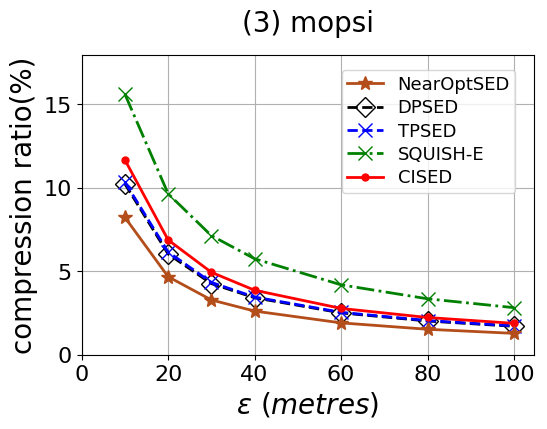 (3) mopsi
compression ratio(%)
15
10
5
0
0 20 40 60 80 100
ε (metres)
NearOptSED
DPSED
TPSED
SQUISH-E
CISED